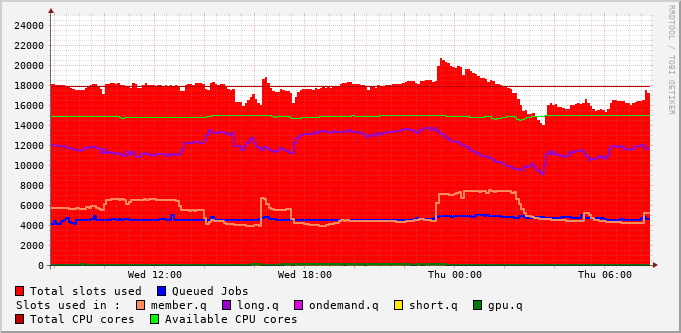 24000
22000
20000
18000
16000
14000
12000
10000
8000
6000
4000
2000
0
Wed 12:00 Wed 18:00 Thu 00:00 Thu 06:00
Total slots used Queued Jobs
Slots used in : member.q long.q ondemand.q short.q gpu.q
Total CPU cores Available CPU cores
RRDTOOL / TOBI OETIKER